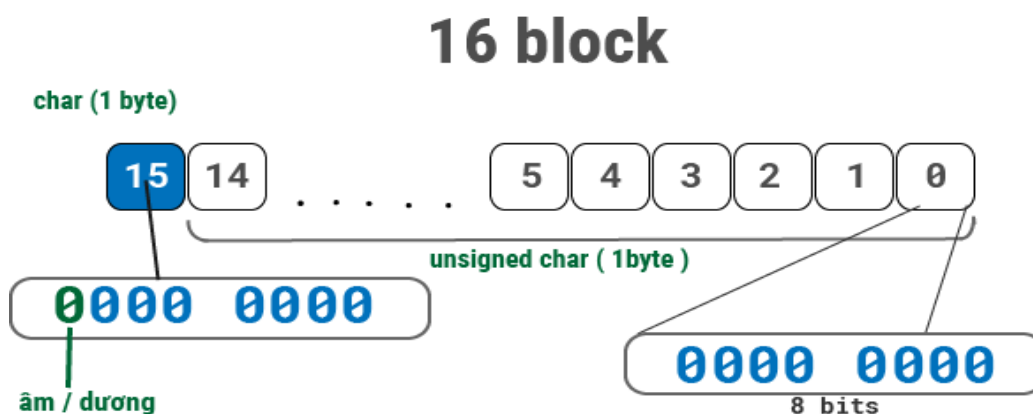 16 block
char (1 byte)
15 14 . . . . . 5 4 3 2 1 0
unsigned char ( 1byte )
0000 0000
0000 0000
âm / dương
8 bits